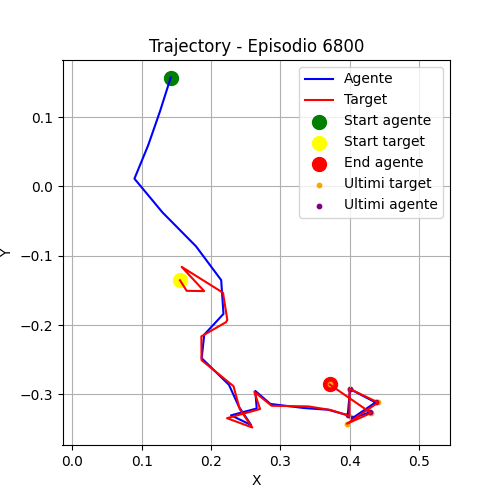 Trajectory - Episodio 6800
Agente
Target
Start agente
Start target
End agente
Ultimi target
Ultimi agente
Y
0.1
0.0
−0.1
−0.2
−0.3
0.0 0.1 0.2 0.3 0.4 0.5
X